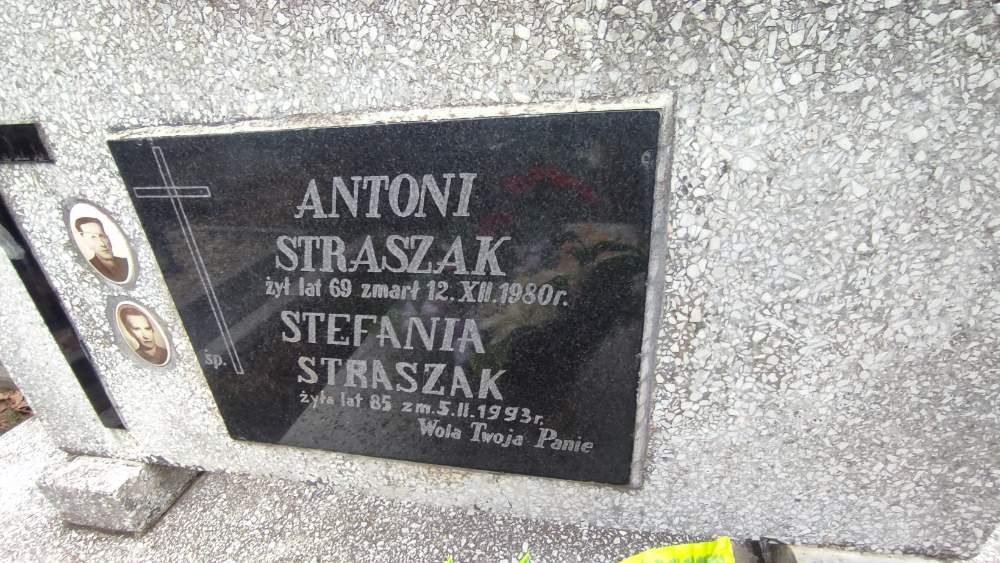 ANTONI
STRASZAK
żył lat 69 zmarł 12.XII.1980r.
STEFANIA
śp.
STRASZAK
żyła lat 85 zm.5.II.1993r.
Wola Twoja Panie